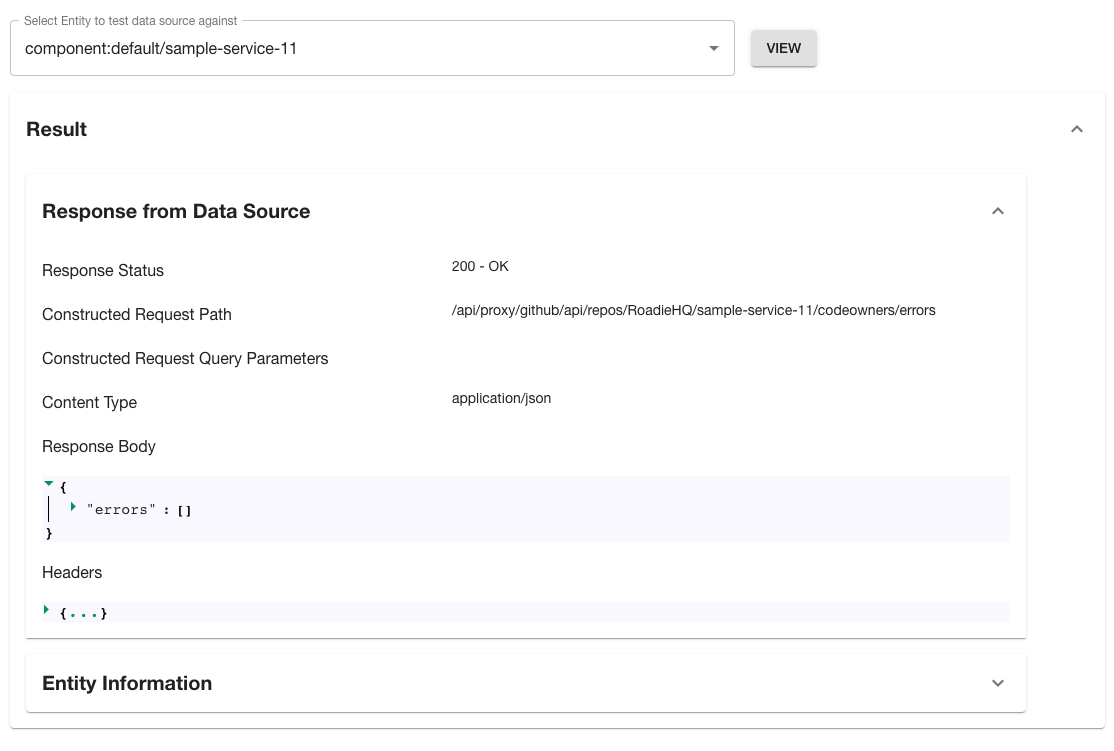 Select Entity to test data source against
component:default/sample-service-11
VIEW
Result
Response from Data Source
Response Status 200 - OK
Constructed Request Path /api/proxy/github/api/repos/RoadieHQ/sample-service-11/codeowners/errors
Constructed Request Query Parameters
Content Type application/json
Response Body
{
"errors" : []
}
Headers
{...}
Entity Information